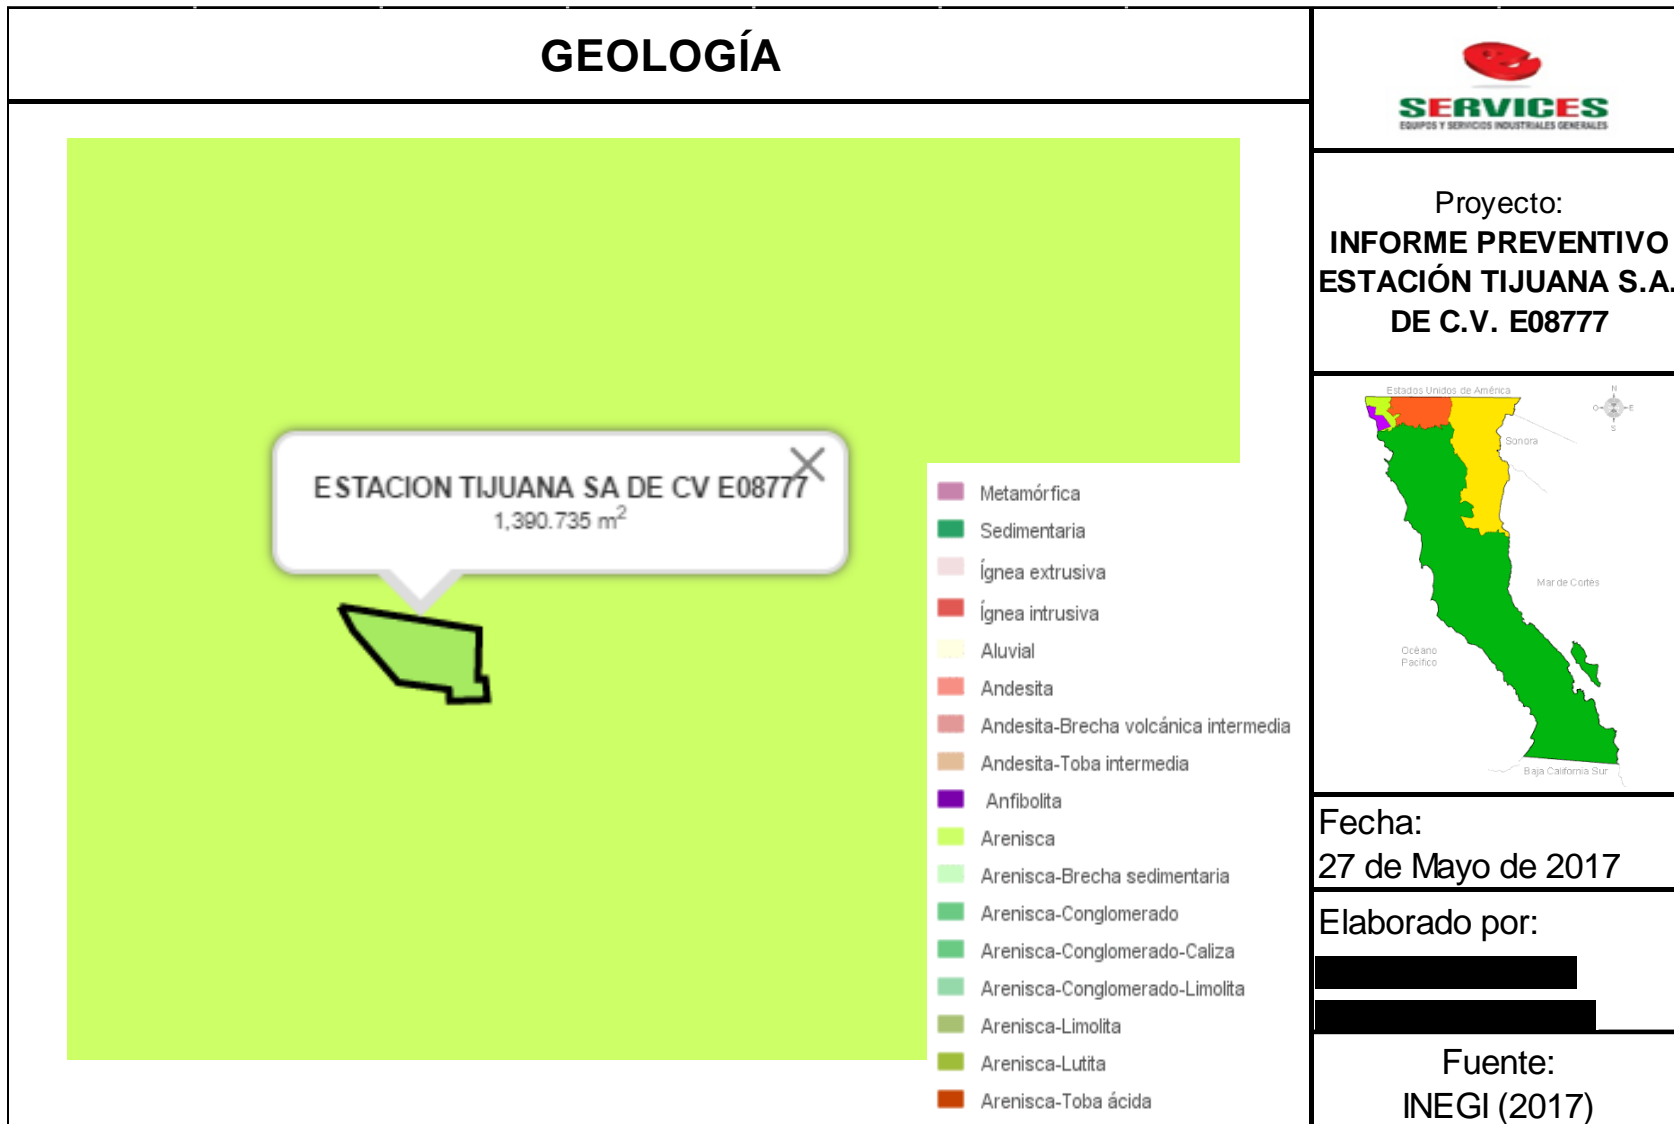 GEOLOGÍA
SERVICES
EQUIPOS Y SERVICIOS INDUSTRIALES GENERALES
Proyecto:
INFORME PREVENTIVO
ESTACIÓN TIJUANA S.A.
DE C.V. E08777
ESTACION TIJUANA SA DE CV E08777
1,390.735 m²
Metamórfica
Sedimentaria
Ígnea extrusiva
Ígnea intrusiva
Aluvial
Andesita
Andesita-Brecha volcánica intermedia
Andesita-Toba intermedia
Anfibolita
Arenisca
Arenisca-Brecha sedimentaria
Arenisca-Conglomerado
Arenisca-Conglomerado-Caliza
Arenisca-Conglomerado-Limolita
Arenisca-Limolita
Arenisca-Lutita
Arenisca-Toba ácida
Estados Unidos de América
N
O
E
S
Sonora
Mar de Cortés
Océano
Pacífico
Baja California Sur
Fecha:
27 de Mayo de 2017
Elaborado por:
Fuente:
INEGI (2017)